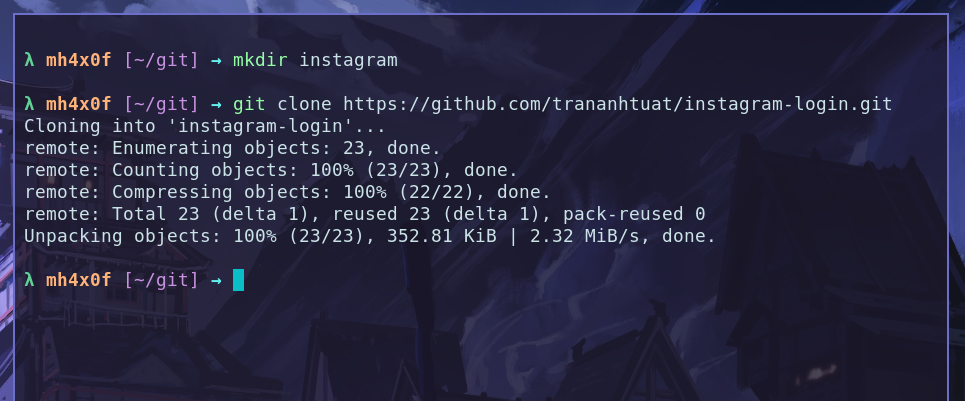 λ mh4x0f [~/git] → mkdir instagram
λ mh4x0f [~/git] → git clone https://github.com/trananhtuat/instagram-login.git
Cloning into 'instagram-login'...
remote: Enumerating objects: 23, done.
remote: Counting objects: 100% (23/23), done.
remote: Compressing objects: 100% (22/22), done.
remote: Total 23 (delta 1), reused 23 (delta 1), pack-reused 0
Unpacking objects: 100% (23/23), 352.81 KiB | 2.32 MiB/s, done.
λ mh4x0f [~/git] →